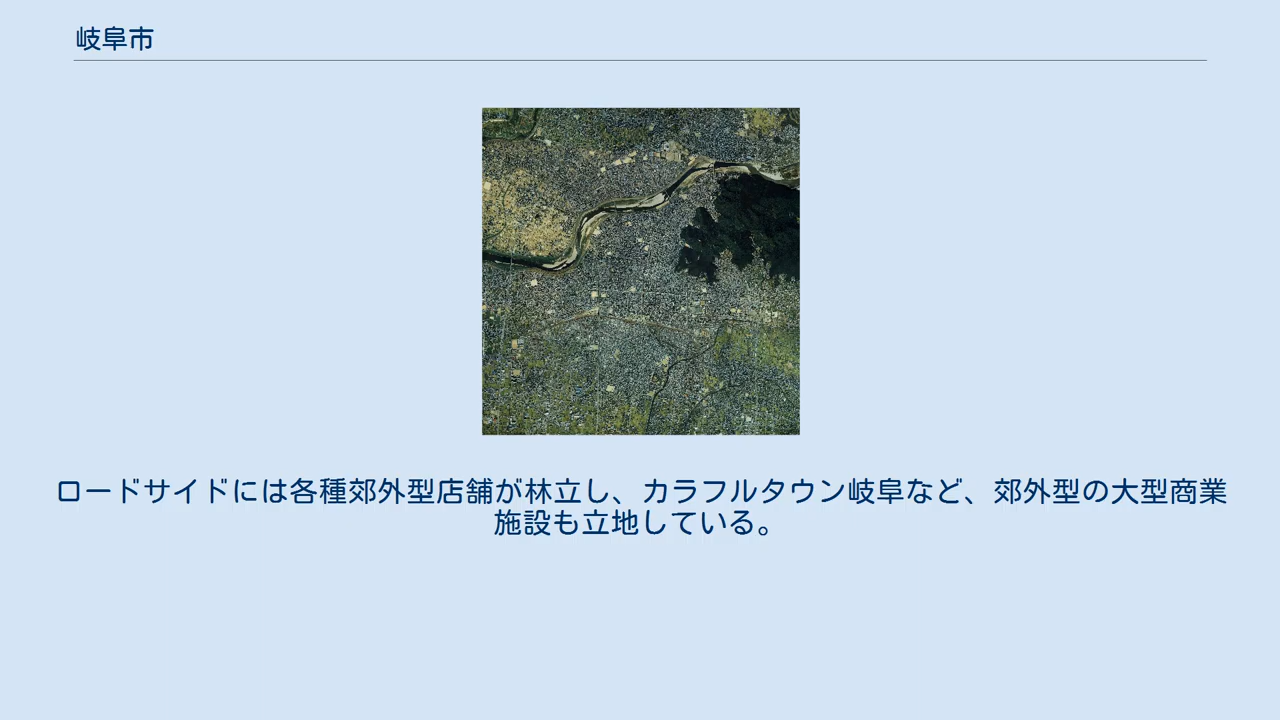 岐阜市
ロードサイドには各種郊外型店舗が林立し、カラフルタウン岐阜など、郊外型の大型商業
施設も立地している。